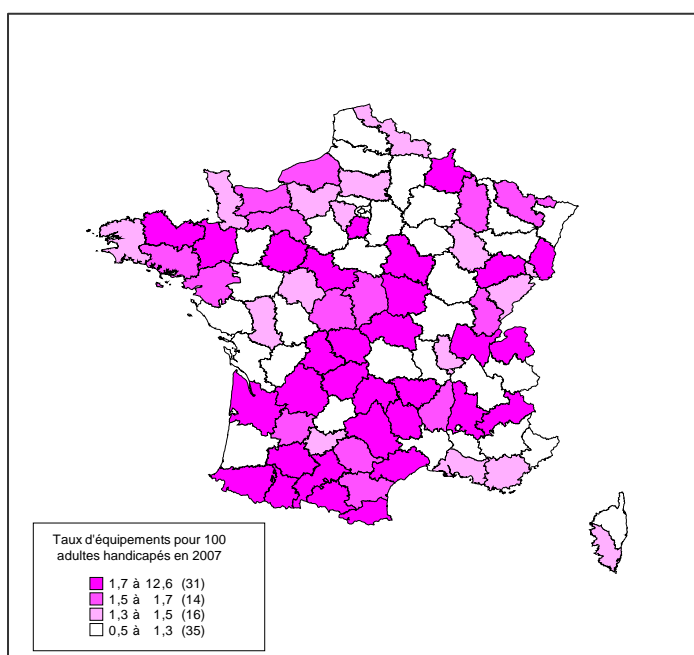 Taux d'équipements pour 100
adultes handicapés en 2007
1,7 à 12,6 (31)
1,5 à 1,7 (14)
1,3 à 1,5 (16)
0,5 à 1,3 (35)